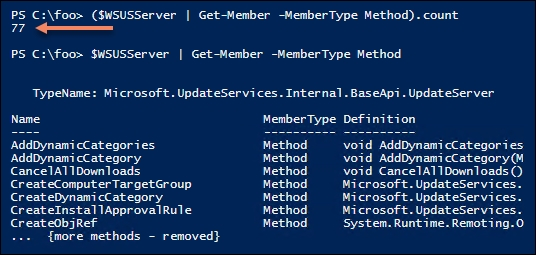 PS C:\foo> ($WSUSServer | Get-Member -MemberType Method).count
77
PS C:\foo> $WSUSServer | Get-Member -MemberType Method
TypeName: Microsoft.UpdateServices.Internal.BaseApi.UpdateServer
Name MemberType Definition
---- ---------- ----------
AddDynamicCategories Method void AddDynamicCategories
AddDynamicCategory Method void AddDynamicCategory(M
CancelAllDownloads Method void CancelAllDownloads()
CreateComputerTargetGroup Method Microsoft.UpdateServices.
CreateDynamicCategory Method Microsoft.UpdateServices.
CreateInstallApprovalRule Method Microsoft.UpdateServices.
CreateObjRef Method System.Runtime.Remoting.O
... {more methods - removed}